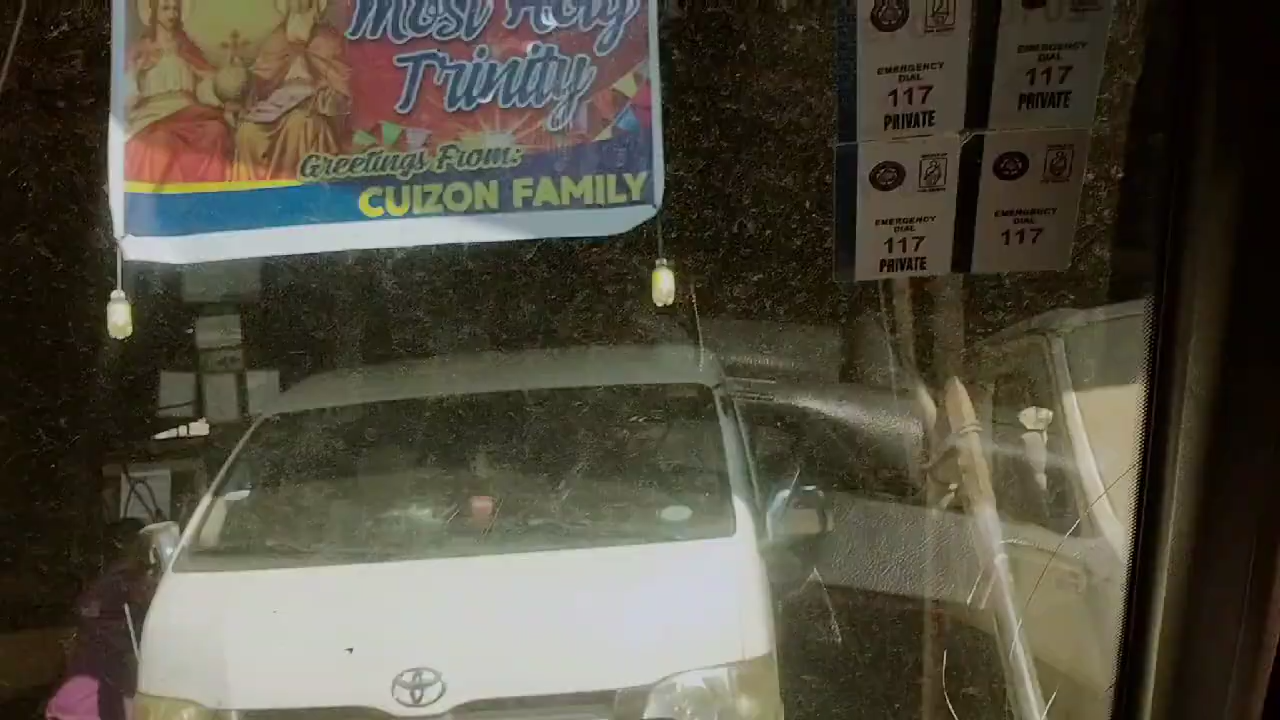 Most Holy
Trinity
Greetings From:
CUIZON FAMILY
EMERGENCY
DIAL
117
PRIVATE
EMERGENCY
DIAL
117
PRIVATE
EMERGENCY
DIAL
117
PRIVATE
EMERGENCY
DIAL
117